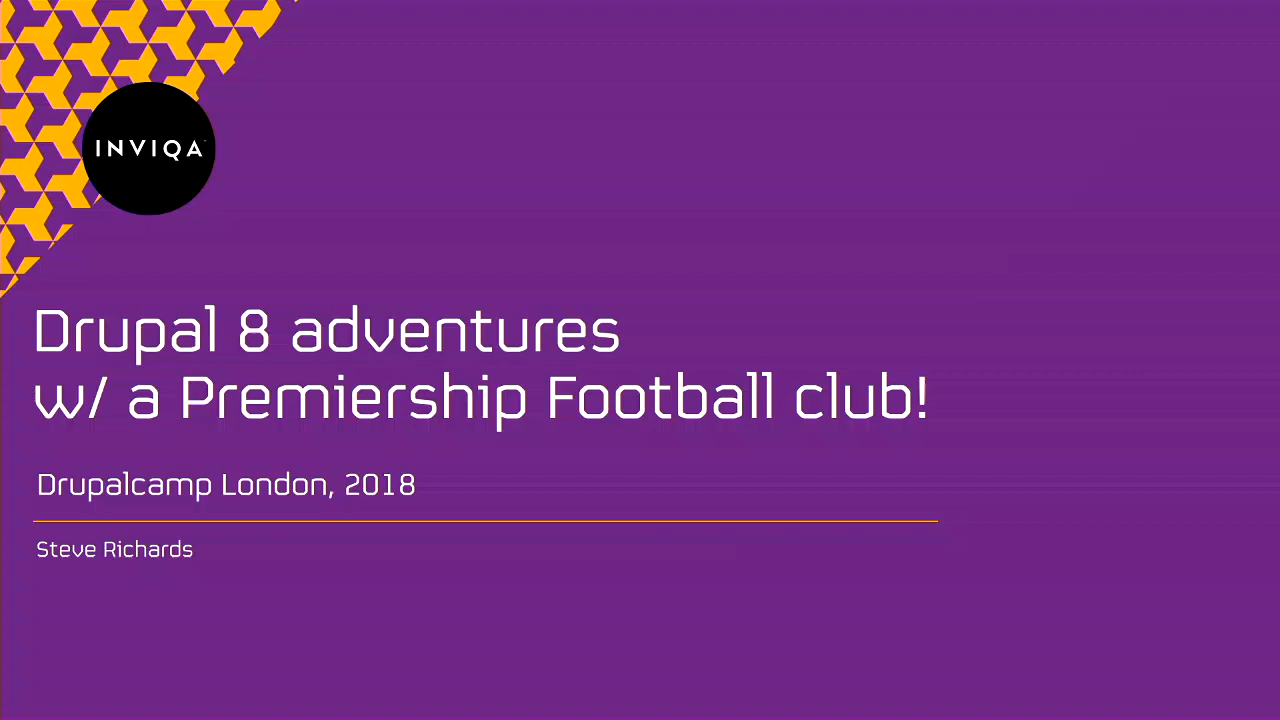 INVIQA
Drupal 8 adventures
w/ a Premiership Football club!
Drupalcamp London, 2018
Steve Richards